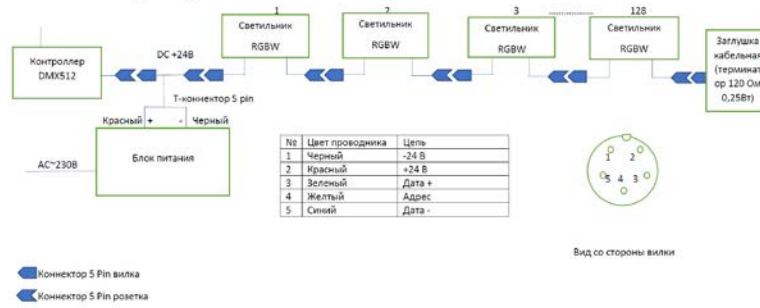 1
2
3
128
Светильник
RGBW
Светильник
RGBW
Светильник
RGBW
Светильник
RGBW
Контроллер
DMX512
DC +24В
Заглушка
кабельная
(терминат
ор 120 Ом
0,25Вт)
Т-коннектор 5 pin
Красный + - Черный
Блок питания
AC~230В
№ Цвет проводника Цепь
1 Черный -24 В
2 Красный +24 В
3 Зеленый Дата +
4 Желтый Адрес
5 Синий Дата -
1 2
5 4 3
Вид со стороны вилки
Коннектор 5 Pin вилка
Коннектор 5 Pin розетка